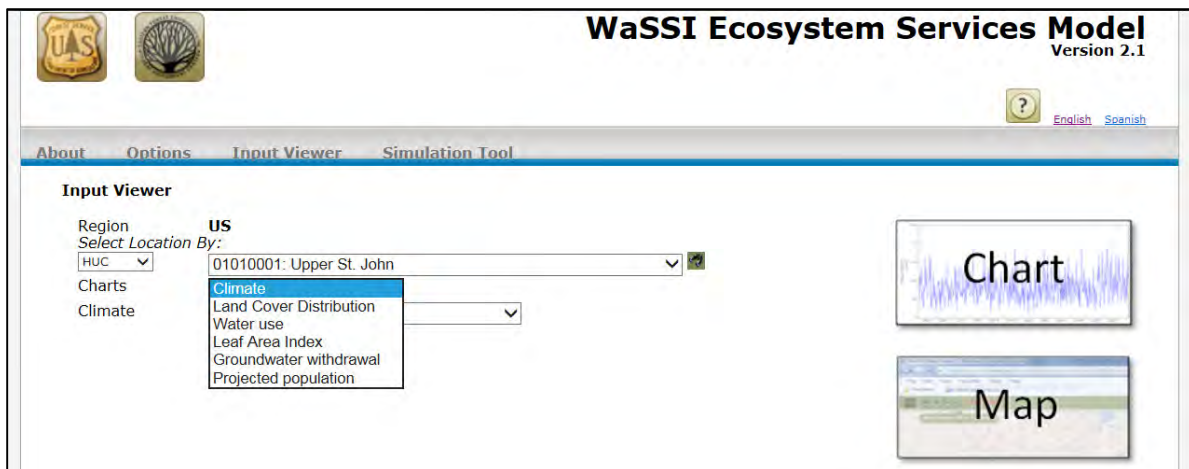 WaSSI Ecosystem Services Model
Version 2.1
UAS
?
English Spanish
About Options Input Viewer Simulation Tool
Input Viewer
Region US
Select Location By:
HUC 01010001: Upper St. John
Charts Climate
Land Cover Distribution
Climate
Water use
Leaf Area Index
Groundwater withdrawal
Projected population
Chart
Map